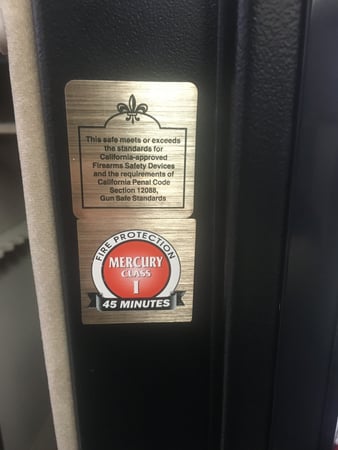 This safe meets or exceeds
the standards for
California-approved
Firearms Safety Devices
and the requirements of
California Penal Code
Section 12088,
Gun Safe Standards
FIRE PROTECTION
MERCURY
CLASS
1
45 MINUTES